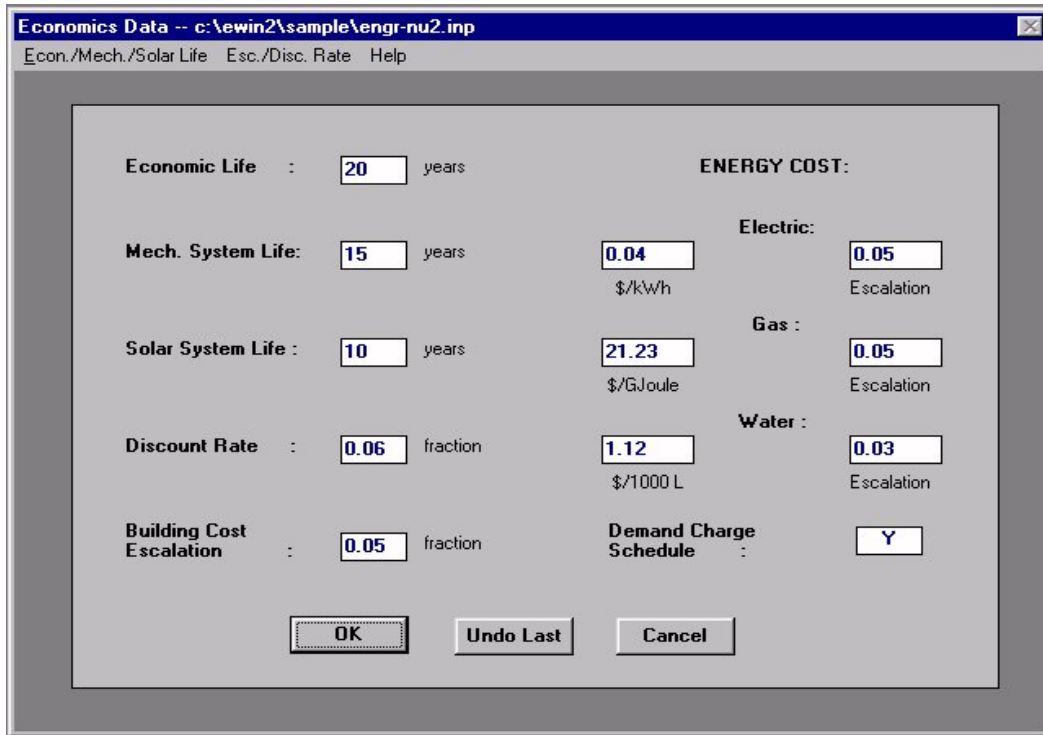 Economics Data -- c:\ewin2\sample\engr-nu2.inp
Econ./Mech./Solar Life Esc./Disc. Rate Help
Economic Life : 20 years ENERGY COST:
Electric:
Mech. System Life: 15 years 0.04 0.05
$/kWh Escalation
Gas :
Solar System Life : 10 years 21.23 0.05
$/GJoule Escalation
Water :
Discount Rate : 0.06 fraction 1.12 0.03
$/1000 L Escalation
Building Cost Demand Charge
Escalation : 0.05 fraction Schedule : Y
OK Undo Last Cancel